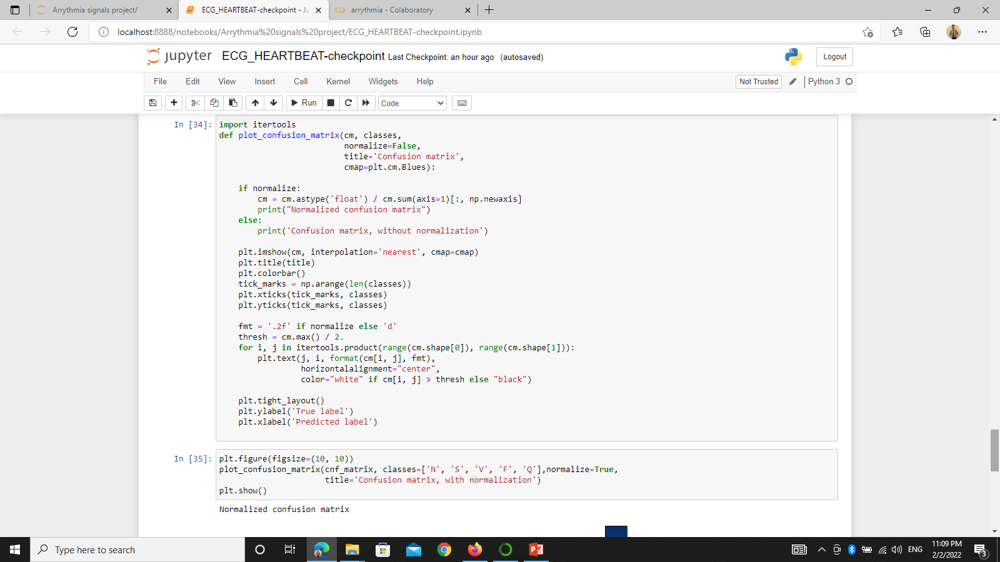 Arrythmia signals project/
ECG_HEARTBEAT-checkpoint - Ju
arrythmia - Colaboratory
localhost:8888/notebooks/Arrythmia%20signals%20project/ECG_HEARTBEAT-checkpoint.ipynb
jupyter ECG_HEARTBEAT-checkpoint Last Checkpoint: an hour ago (autosaved)
Logout
File Edit View Insert Cell Kernel Widgets Help
Not Trusted
Python 3
Run
Code
In [34]:
import itertools
def plot_confusion_matrix(cm, classes,
                          normalize=False,
                          title='Confusion matrix',
                          cmap=plt.cm.Blues):
    if normalize:
        cm = cm.astype('float') / cm.sum(axis=1)[:, np.newaxis]
        print("Normalized confusion matrix")
    else:
        print('Confusion matrix, without normalization')
    plt.imshow(cm, interpolation='nearest', cmap=cmap)
    plt.title(title)
    plt.colorbar()
    tick_marks = np.arange(len(classes))
    plt.xticks(tick_marks, classes)
    plt.yticks(tick_marks, classes)
    fmt = '.2f' if normalize else 'd'
    thresh = cm.max() / 2.
    for i, j in itertools.product(range(cm.shape[0]), range(cm.shape[1])):
        plt.text(j, i, format(cm[i, j], fmt),
                 horizontalalignment="center",
                 color="white" if cm[i, j] > thresh else "black")
    plt.tight_layout()
    plt.ylabel('True label')
    plt.xlabel('Predicted label')
In [35]:
plt.figure(figsize=(10, 10))
plot_confusion_matrix(cnf_matrix, classes=['N', 'S', 'V', 'F', 'Q'],normalize=True,
                      title='Confusion matrix, with normalization')
plt.show()
Normalized confusion matrix
Type here to search
ENG
11:09 PM
2/2/2022
3